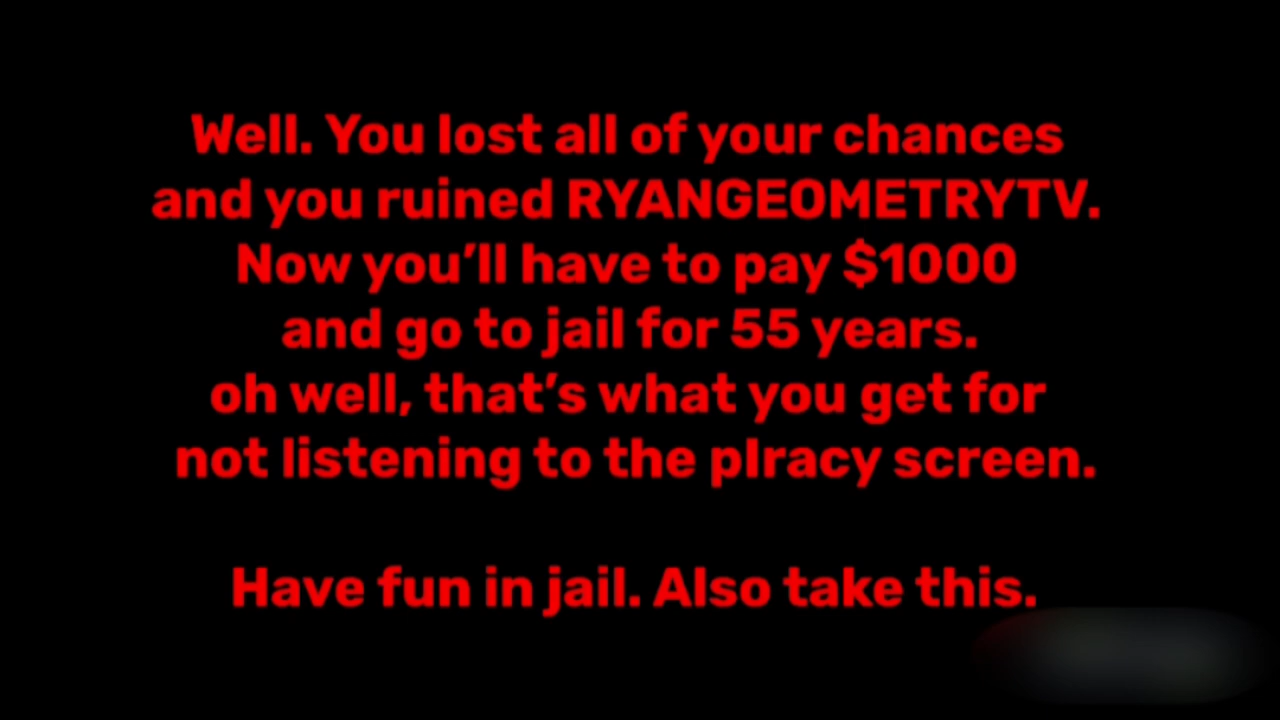 Well. You lost all of your chances
and you ruined RYANGEOMETRYTV.
Now you’ll have to pay $1000
and go to jail for 55 years.
oh well, that’s what you get for
not listening to the pIracy screen.
Have fun in jail. Also take this.